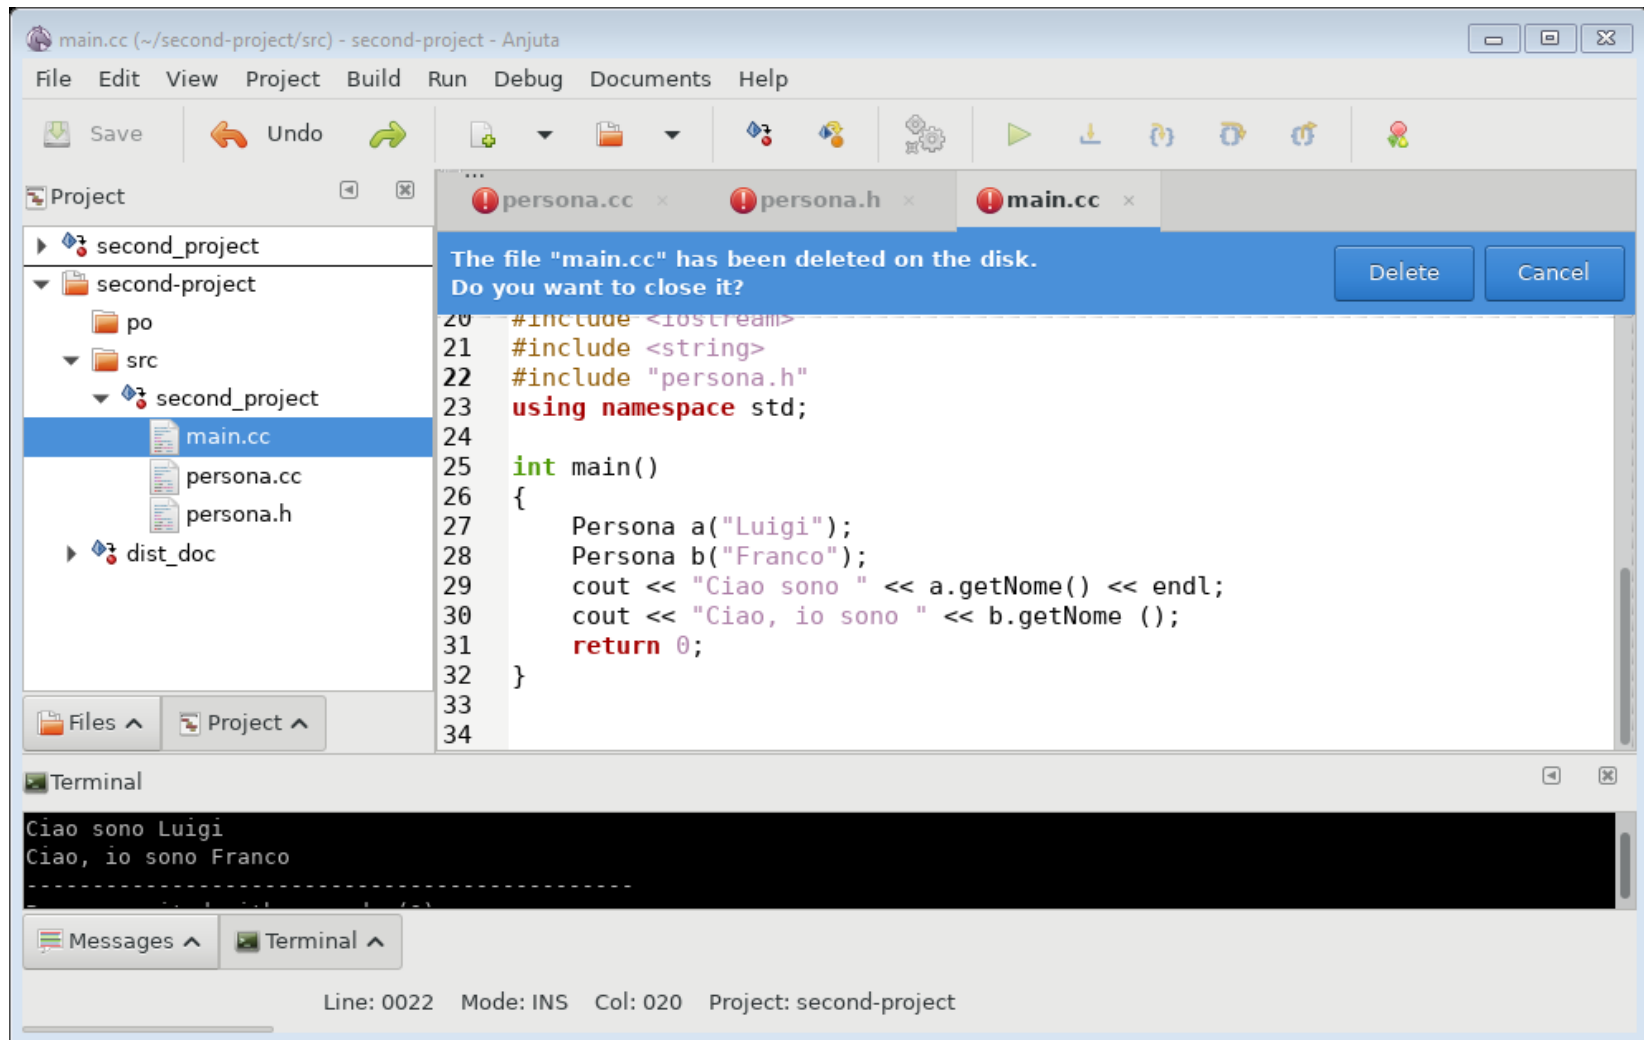 main.cc (~/second-project/src) - second-project - Anjuta
File Edit View Project Build Run Debug Documents Help
Save Undo
Project
...
persona.cc × persona.h × main.cc ×
second_project
second-project
po
src
second_project
main.cc
persona.cc
persona.h
dist_doc
Files Project
The file "main.cc" has been deleted on the disk.
Do you want to close it?
Delete Cancel
20 #include <iostream>
21 #include <string>
22 #include "persona.h"
23 using namespace std;
24
25 int main()
26 {
27 Persona a("Luigi");
28 Persona b("Franco");
29 cout << "Ciao sono " << a.getNome() << endl;
30 cout << "Ciao, io sono " << b.getNome ();
31 return 0;
32 }
33
34
Terminal
Ciao sono Luigi
Ciao, io sono Franco
----------------------------------------------
Messages Terminal
Line: 0022 Mode: INS Col: 020 Project: second-project